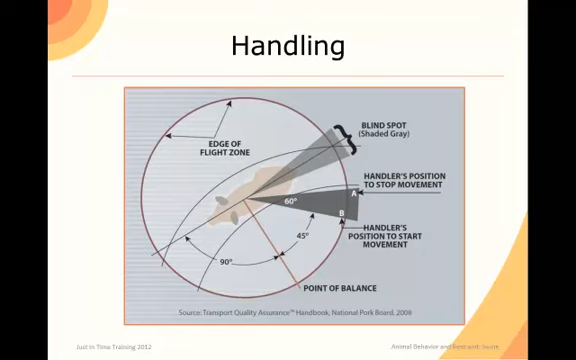 Handling
EDGE OF
FLIGHT ZONE
BLIND SPOT
(Shaded Gray)
HANDLER'S POSITION
TO STOP MOVEMENT
A
60°
B
HANDLER'S
POSITION TO START
MOVEMENT
45°
90°
POINT OF BALANCE
Source: Transport Quality Assurance™ Handbook, National Pork Board, 2008
Just In Time Training 2012
Animal Behavior and Restraint: Swine